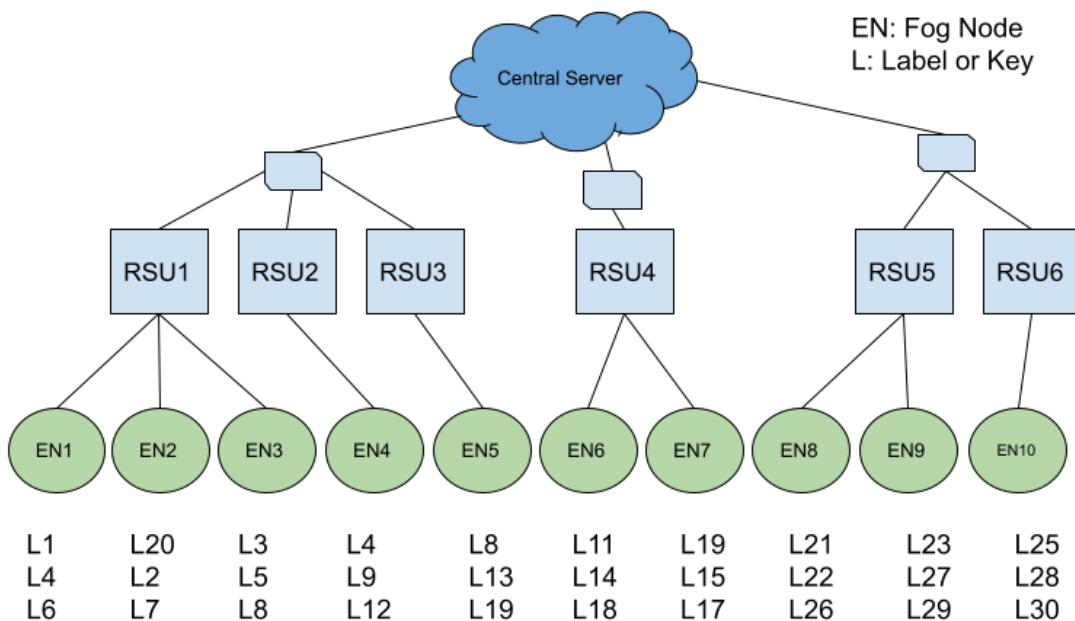 EN: Fog Node
L: Label or Key
Central Server
RSU1 RSU2 RSU3 RSU4 RSU5 RSU6
EN1 EN2 EN3 EN4 EN5 EN6 EN7 EN8 EN9 EN10
L1 L20 L3 L4 L8 L11 L19 L21 L23 L25
L4 L2 L5 L9 L13 L14 L15 L22 L27 L28
L6 L7 L8 L12 L19 L18 L17 L26 L29 L30